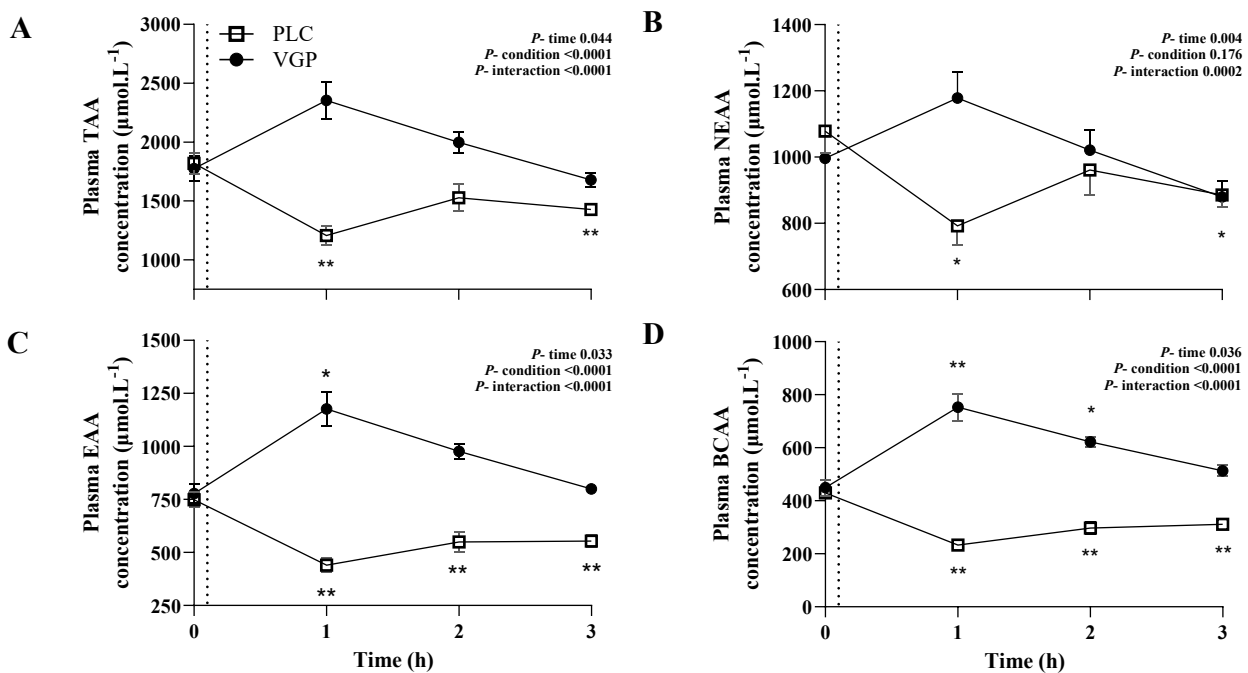 A
Plasma TAA
concentration (μmol.L⁻¹)
3000
2500
2000
1500
1000
PLC
VGP
P- time 0.044
P- condition <0.0001
P- interaction <0.0001
**
**
B
Plasma NEAA
concentration (μmol.L⁻¹)
1400
1200
1000
800
600
P- time 0.004
P- condition 0.176
P- interaction 0.0002
*
*
C
Plasma EAA
concentration (μmol.L⁻¹)
1500
1250
1000
750
500
250
P- time 0.033
P- condition <0.0001
P- interaction <0.0001
*
**
**
**
0 1 2 3
Time (h)
D
Plasma BCAA
concentration (μmol.L⁻¹)
1000
800
600
400
200
0
P- time 0.036
P- condition <0.0001
P- interaction <0.0001
**
*
**
**
**
0 1 2 3
Time (h)